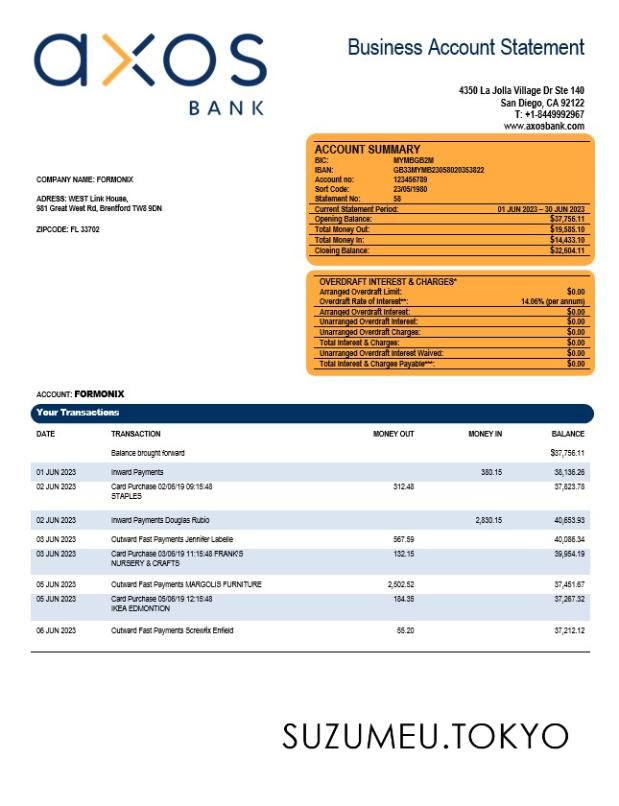 axos
BANK
Business Account Statement
4350 La Jolla Village Dr Ste 140
San Diego, CA 92122
T: +1-8449992967
www.axosbank.com
COMPANY NAME: FORMONIX
ADRESS: WEST Link House,
981 Great West Rd, Brentford TW8 9DN
ZIPCODE: FL 33702
ACCOUNT SUMMARY
BIC: MYMBGB2M
IBAN: GB33MYMB23058020353822
Account no: 123456789
Sort Code: 23/05/1980
Statement No: 58
Current Statement Period: 01 JUN 2023 – 30 JUN 2023
Opening Balance: $37,756.11
Total Money Out: $19,585.10
Total Money In: $14,433.10
Closing Balance: $32,604.11
OVERDRAFT INTEREST & CHARGES*
Arranged Overdraft Limit: $0.00
Overdraft Rate of Interest**: 14.06% (per annum)
Arranged Overdraft Interest: $0.00
Unarranged Overdraft Interest: $0.00
Unarranged Overdraft Charges: $0.00
Total Interest & Charges: $0.00
Unarranged Overdraft Interest Waived: $0.00
Total Interest & Charges Payable***: $0.00
ACCOUNT: FORMONIX
Your Transactions
DATE TRANSACTION MONEY OUT MONEY IN BALANCE
Balance brought forward $37,756.11
01 JUN 2023 Inward Payments 380.15 38,136.26
02 JUN 2023 Card Purchase 02/06/19 09:15:48 312.48 37,823.78
STAPLES
02 JUN 2023 Inward Payments Douglas Rubio 2,830.15 40,653.93
03 JUN 2023 Outward Fast Payments Jennifer Labelle 567.59 40,086.34
03 JUN 2023 Card Purchase 03/06/19 11:15:48 FRANK'S 132.15 39,954.19
NURSERY & CRAFTS
05 JUN 2023 Outward Fast Payments MARGOLIS FURNITURE 2,502.52 37,451.67
05 JUN 2023 Card Purchase 05/06/19 12:15:48 184.35 37,267.32
IKEA EDMONTION
06 JUN 2023 Outward Fast Payments Screwfix Enfield 55.20 37,212.12
SUZUMEU.TOKYO